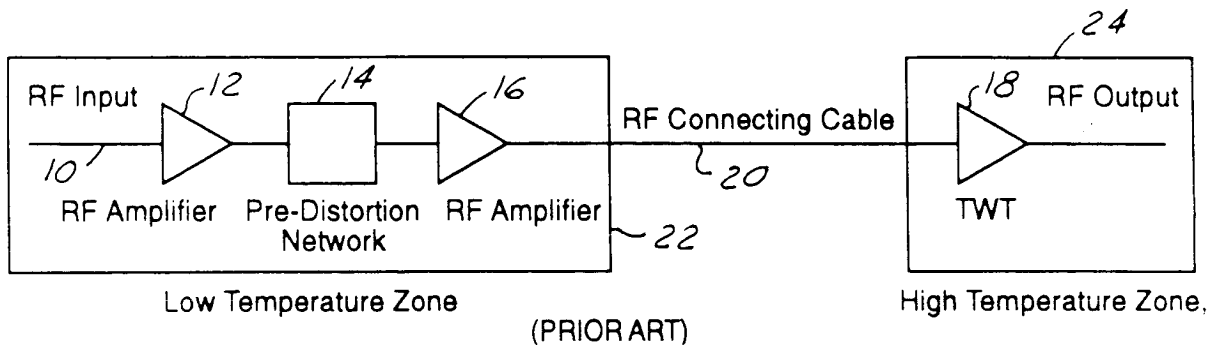 24
12
14
16
18
RF Input
RF Output
RF Connecting Cable
10
20
RF Amplifier
Pre-Distortion
Network
RF Amplifier
TWT
22
Low Temperature Zone
High Temperature Zone,
(PRIOR ART)